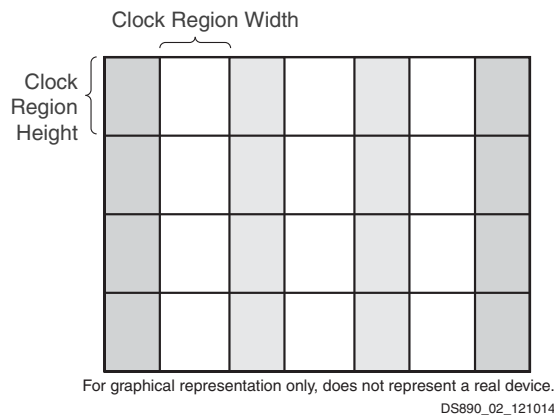 Clock Region Width
Clock
Region
Height
For graphical representation only, does not represent a real device.
DS890_02_121014